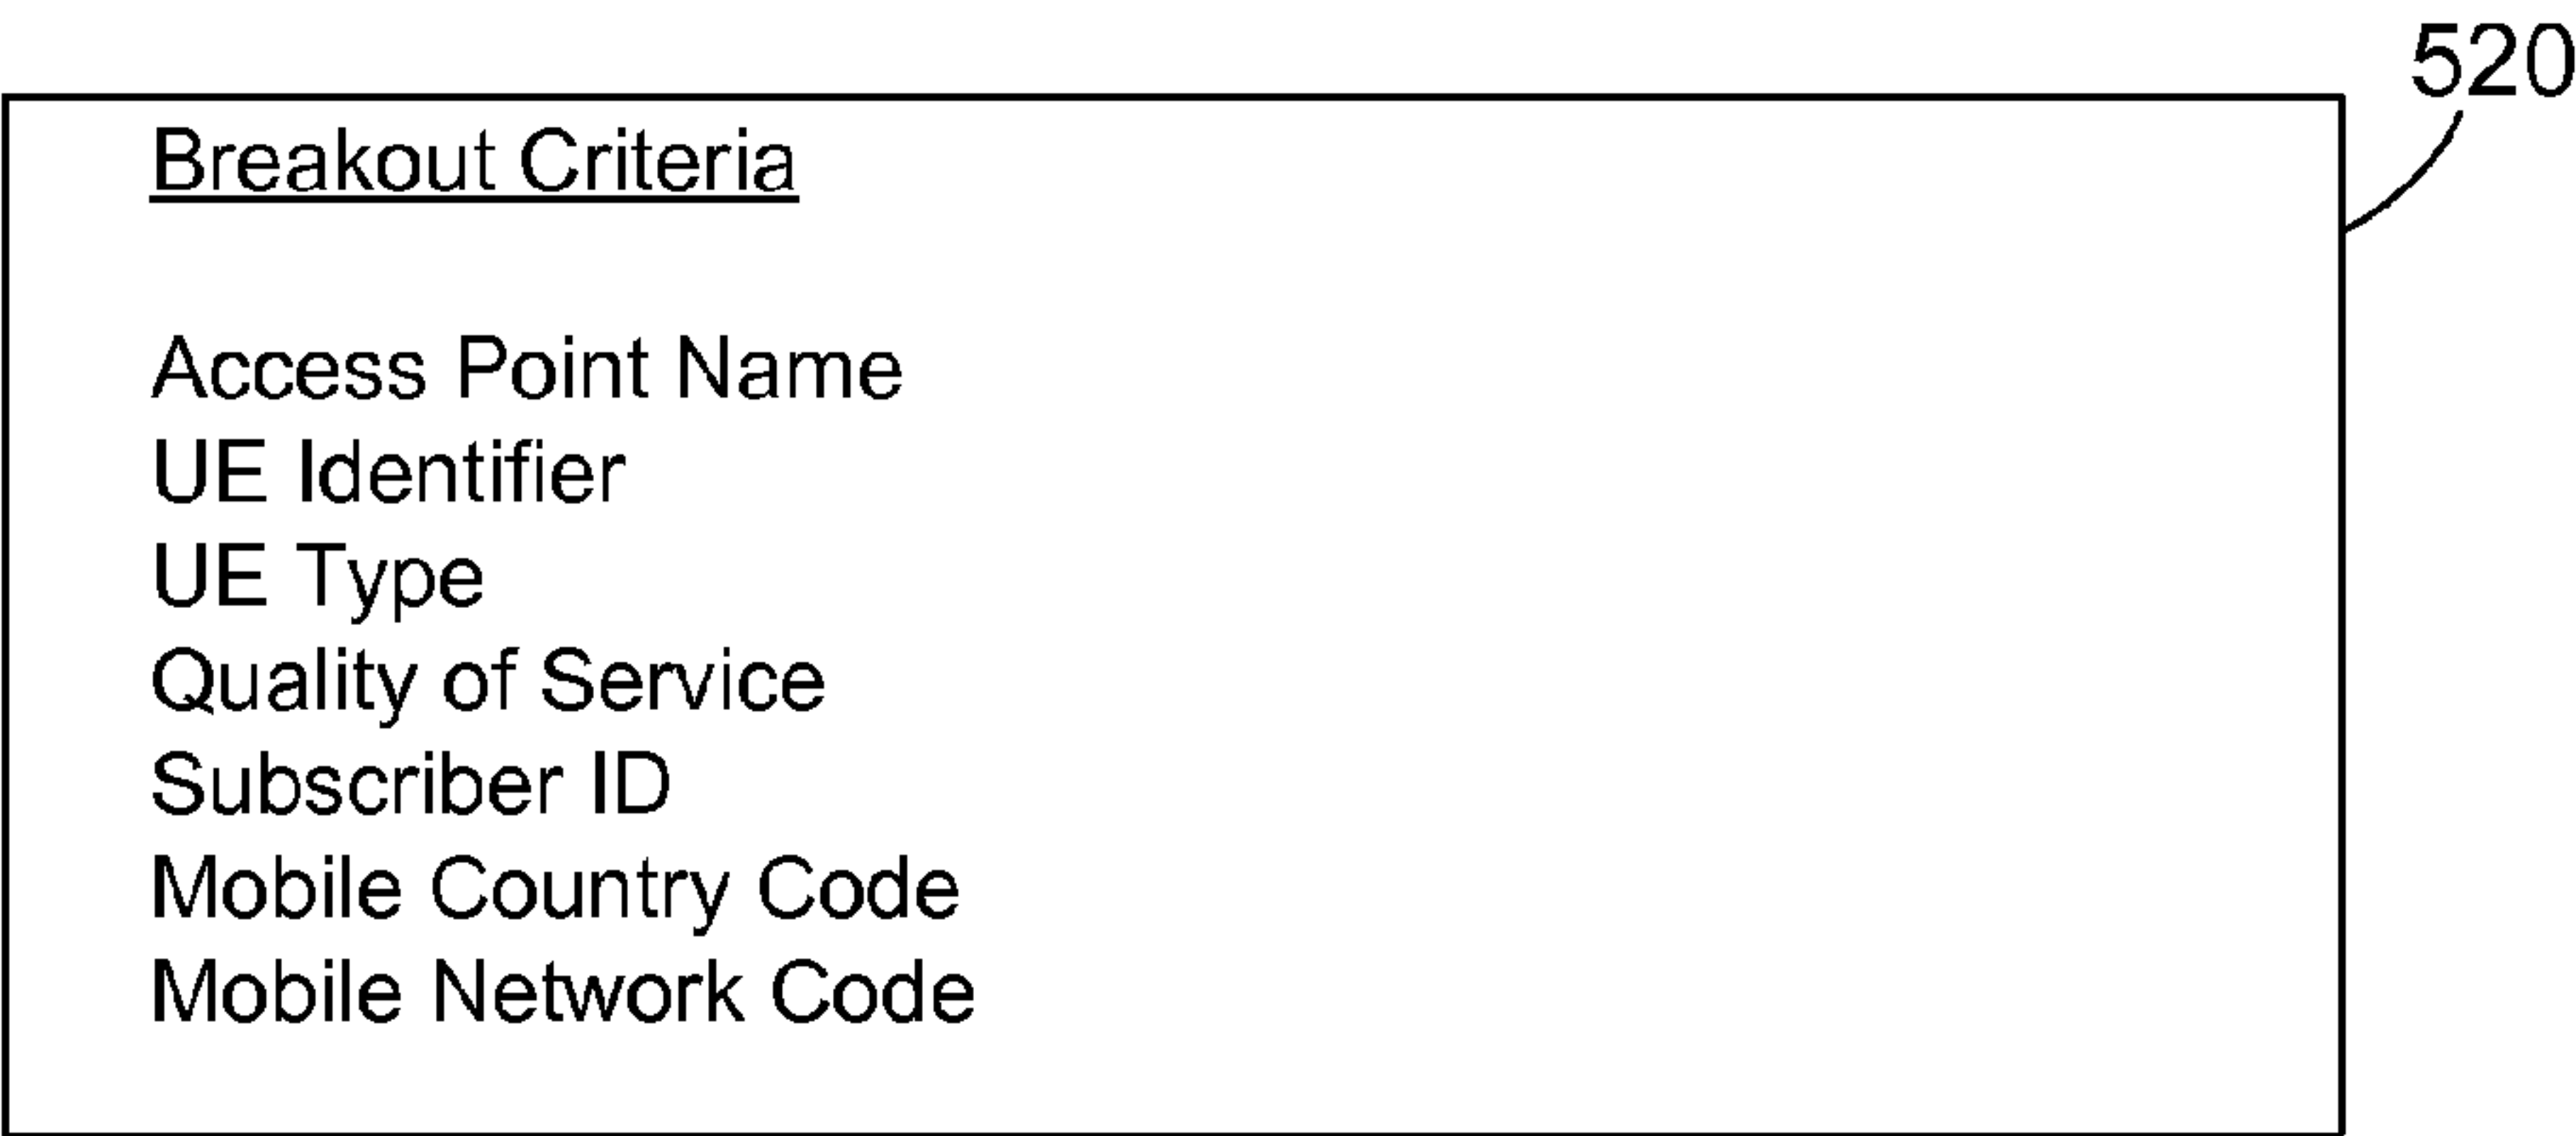 520
Breakout Criteria
Access Point Name
UE Identifier
UE Type
Quality of Service
Subscriber ID
Mobile Country Code
Mobile Network Code